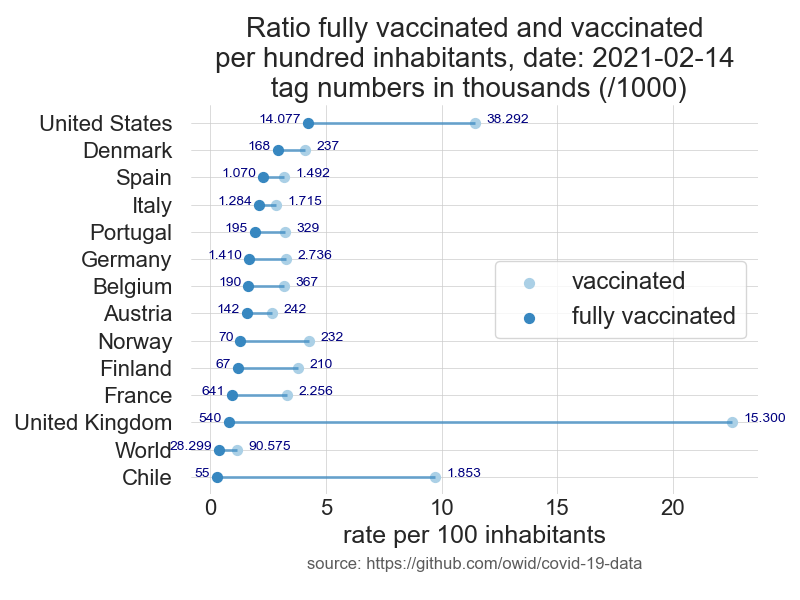 Ratio fully vaccinated and vaccinated
per hundred inhabitants, date: 2021-02-14
tag numbers in thousands (/1000)
United States 14.077 38.292
Denmark 168 237
Spain 1.070 1.492
Italy 1.284 1.715
Portugal 195 329
Germany 1.410 2.736
Belgium 190 367
Austria 142 242
Norway 70 232
Finland 67 210
France 641 2.256
United Kingdom 540 15.300
World 28.299 90.575
Chile 55 1.853
vaccinated
fully vaccinated
0 5 10 15 20
rate per 100 inhabitants
source: https://github.com/owid/covid-19-data